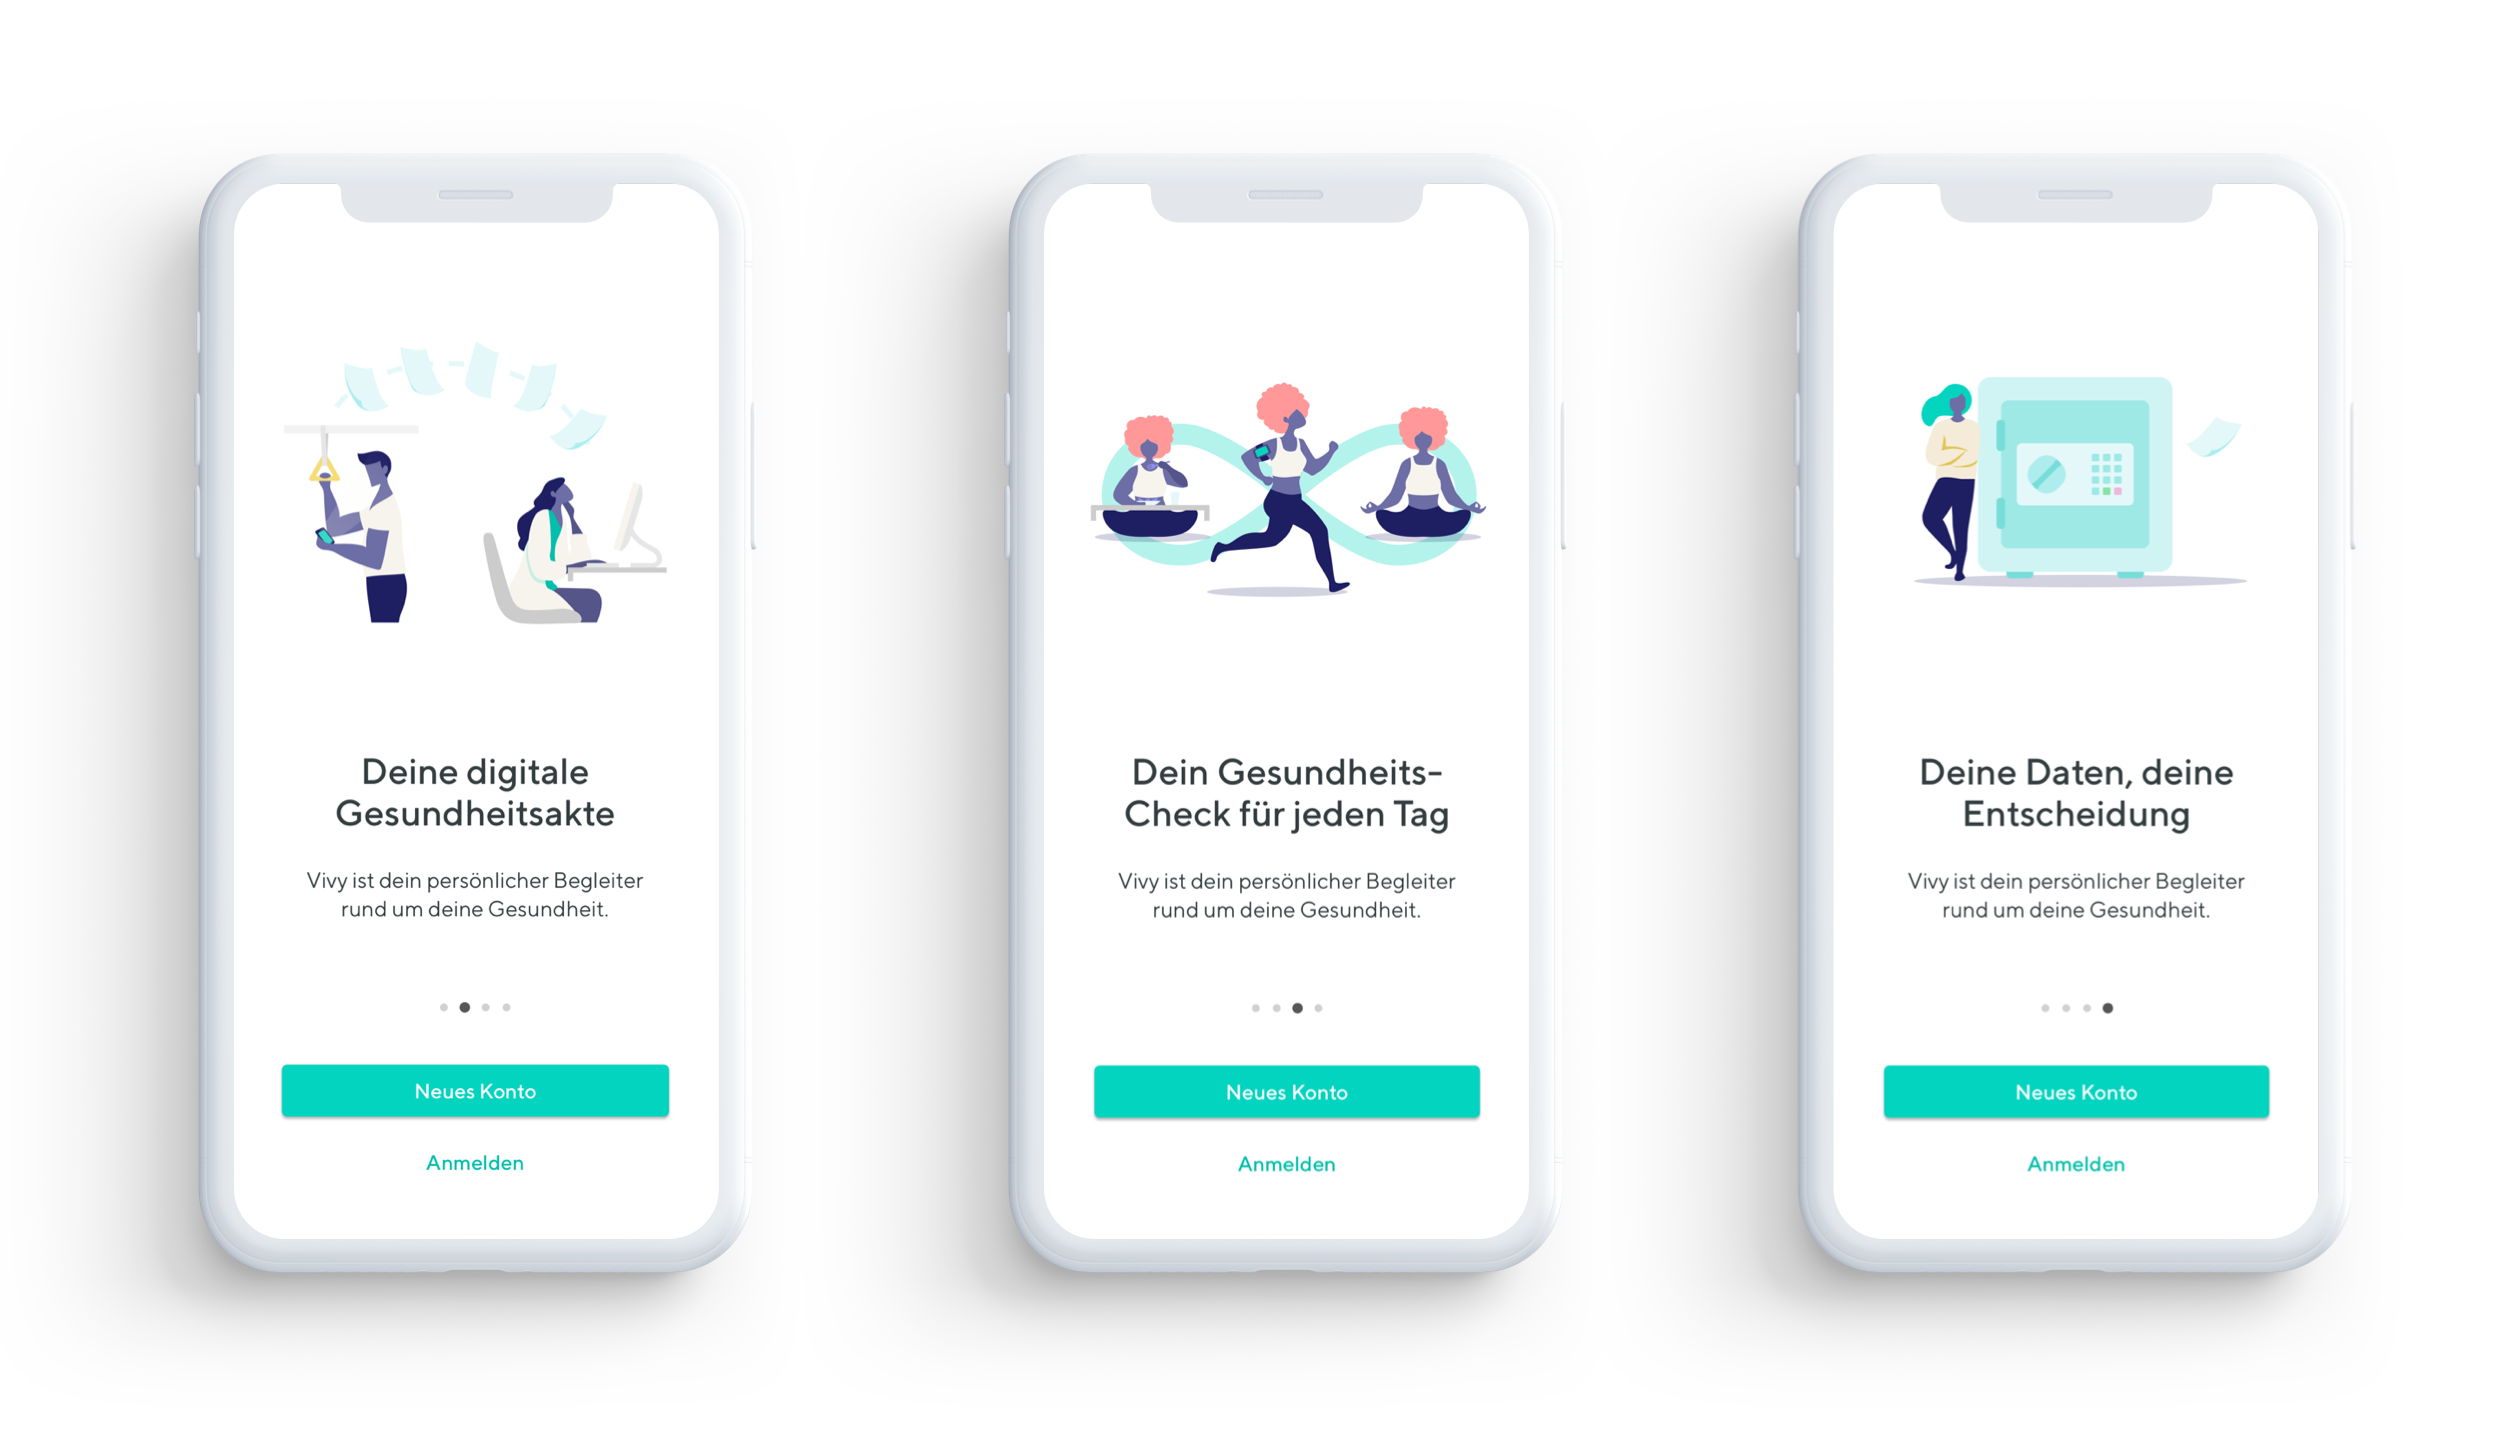 Deine digitale
Gesundheitsakte
Vivy ist dein persönlicher Begleiter
rund um deine Gesundheit.
Neues Konto
Anmelden
Dein Gesundheits-
Check für jeden Tag
Vivy ist dein persönlicher Begleiter
rund um deine Gesundheit.
Neues Konto
Anmelden
Deine Daten, deine
Entscheidung
Vivy ist dein persönlicher Begleiter
rund um deine Gesundheit.
Neues Konto
Anmelden